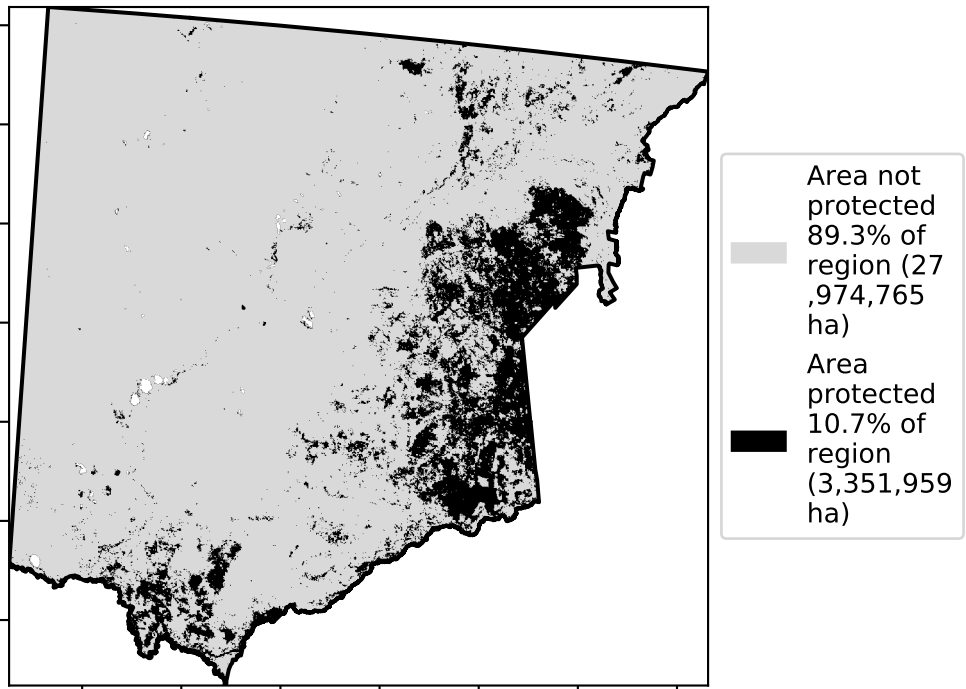 Area not
protected
89.3% of
region (27
,974,765
ha)
Area
protected
10.7% of
region
(3,351,959
ha)